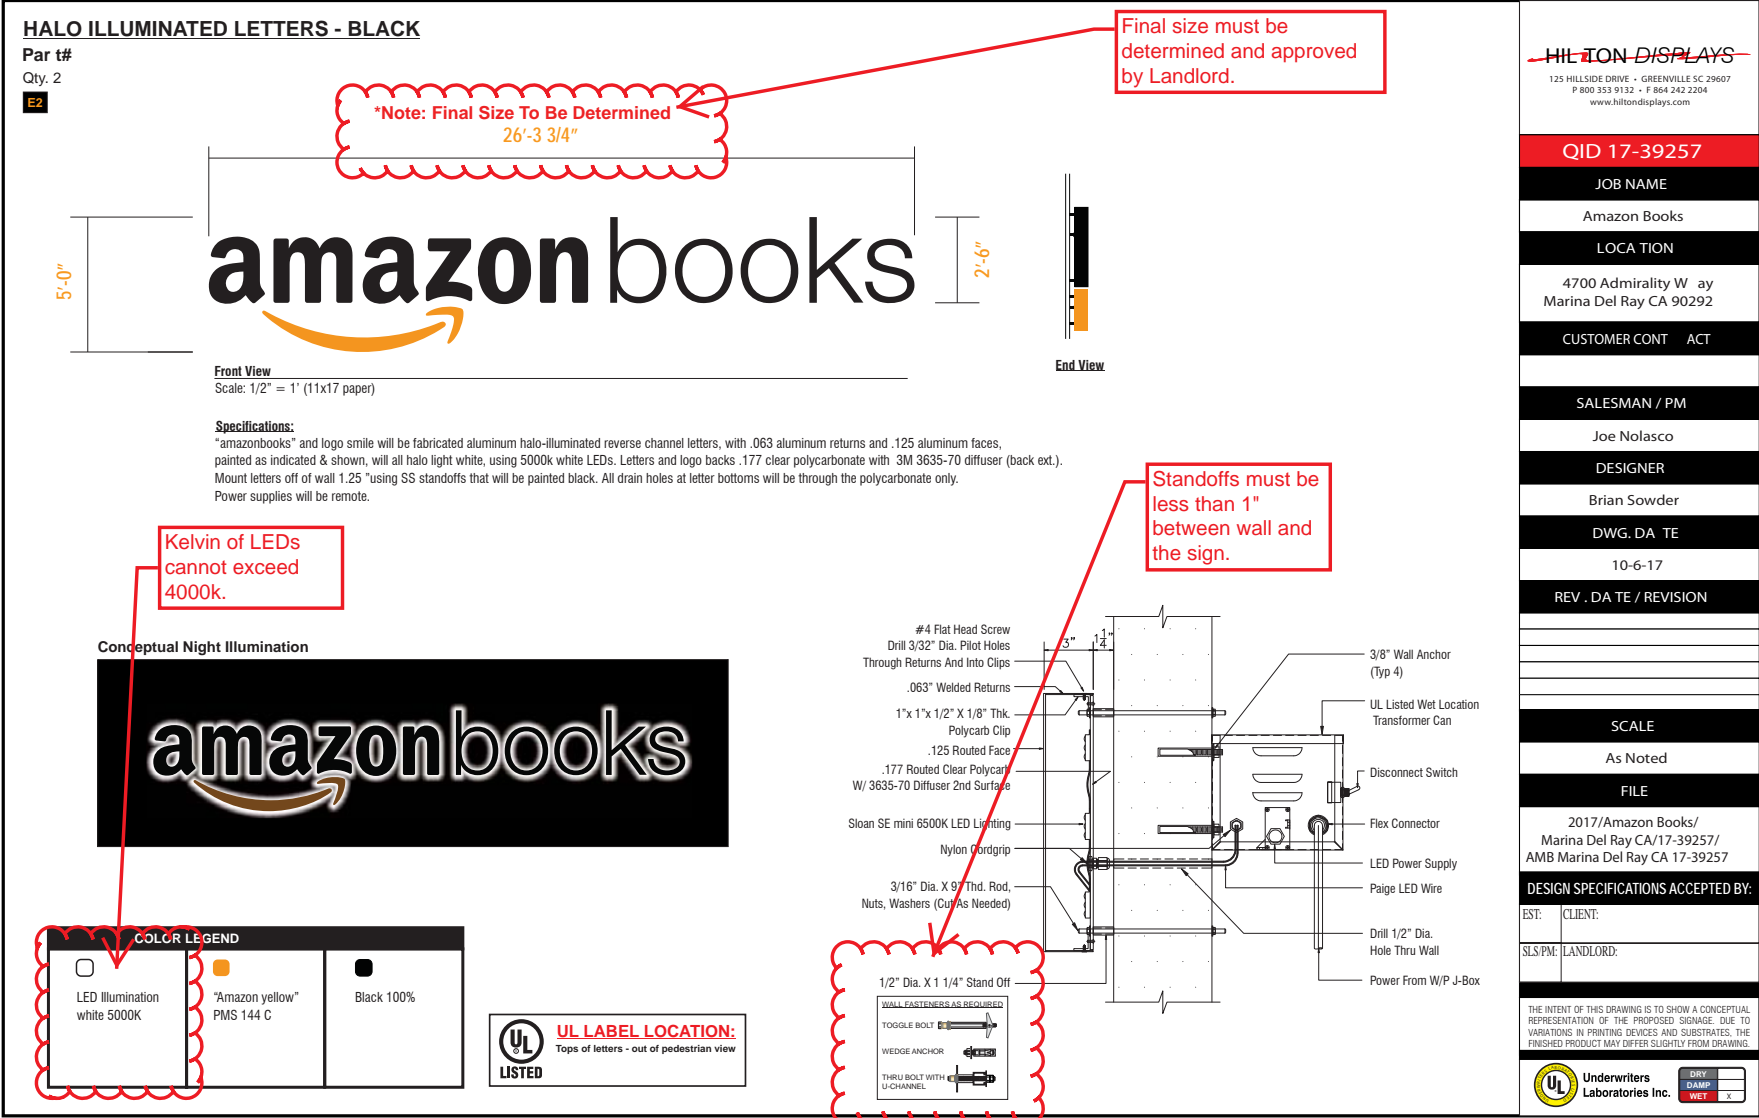 HALO ILLUMINATED LETTERS - BLACK
Par t#
Qty. 2
E2
*Note: Final Size To Be Determined
26’-3 3/4”
Final size must be
determined and approved
by Landlord.
5’-0”
amazonbooks
2’-6”
Front View
Scale: 1/2” = 1’ (11x17 paper)
End View
Specifications:
“amazonbooks” and logo smile will be fabricated aluminum halo-illuminated reverse channel letters, with .063 aluminum returns and .125 aluminum faces,
painted as indicated & shown, will all halo light white, using 5000k white LEDs. Letters and logo backs .177 clear polycarbonate with 3M 3635-70 diffuser (back ext.).
Mount letters off of wall 1.25 ”using SS standoffs that will be painted black. All drain holes at letter bottoms will be through the polycarbonate only.
Power supplies will be remote.
Kelvin of LEDs
cannot exceed
4000k.
Standoffs must be
less than 1"
between wall and
the sign.
Conceptual Night Illumination
amazonbooks
COLOR LEGEND
LED Illumination
white 5000K
“Amazon yellow”
PMS 144 C
Black 100%
UL
LISTED
UL LABEL LOCATION:
Tops of letters - out of pedestrian view
#4 Flat Head Screw
Drill 3/32” Dia. Pilot Holes
Through Returns And Into Clips
.063” Welded Returns
1”x 1”x 1/2” X 1/8” Thk.
Polycarb Clip
.125 Routed Face
.177 Routed Clear Polycarb
W/ 3635-70 Diffuser 2nd Surface
Sloan SE mini 6500K LED Lighting
Nylon Cordgrip
3/16” Dia. X 9” Thd. Rod,
Nuts, Washers (Cut As Needed)
1/2” Dia. X 1 1/4” Stand Off
3”
1 1/4”
3/8” Wall Anchor
(Typ 4)
UL Listed Wet Location
Transformer Can
Disconnect Switch
Flex Connector
LED Power Supply
Paige LED Wire
Drill 1/2” Dia.
Hole Thru Wall
Power From W/P J-Box
WALL FASTENERS AS REQUIRED
TOGGLE BOLT
WEDGE ANCHOR
THRU BOLT WITH
U-CHANNEL
HILTON DISPLAYS
125 HILLSIDE DRIVE • GREENVILLE SC 29607
P 800 353 9132 • F 864 242 2204
www.hiltondisplays.com
QID 17-39257
JOB NAME
Amazon Books
LOCA TION
4700 Admirality W ay
Marina Del Ray CA 90292
CUSTOMER CONT ACT
SALESMAN / PM
Joe Nolasco
DESIGNER
Brian Sowder
DWG. DA TE
10-6-17
REV . DA TE / REVISION
SCALE
As Noted
FILE
2017/Amazon Books/
Marina Del Ray CA/17-39257/
AMB Marina Del Ray CA 17-39257
DESIGN SPECIFICATIONS ACCEPTED BY:
EST: CLIENT:
SLS/PM: LANDLORD:
THE INTENT OF THIS DRAWING IS TO SHOW A CONCEPTUAL
REPRESENTATION OF THE PROPOSED SIGNAGE. DUE TO
VARIATIONS IN PRINTING DEVICES AND SUBSTRATES, THE
FINISHED PRODUCT MAY DIFFER SLIGHTLY FROM DRAWING.
UL
Underwriters
Laboratories Inc.
DRY
DAMP
WET X